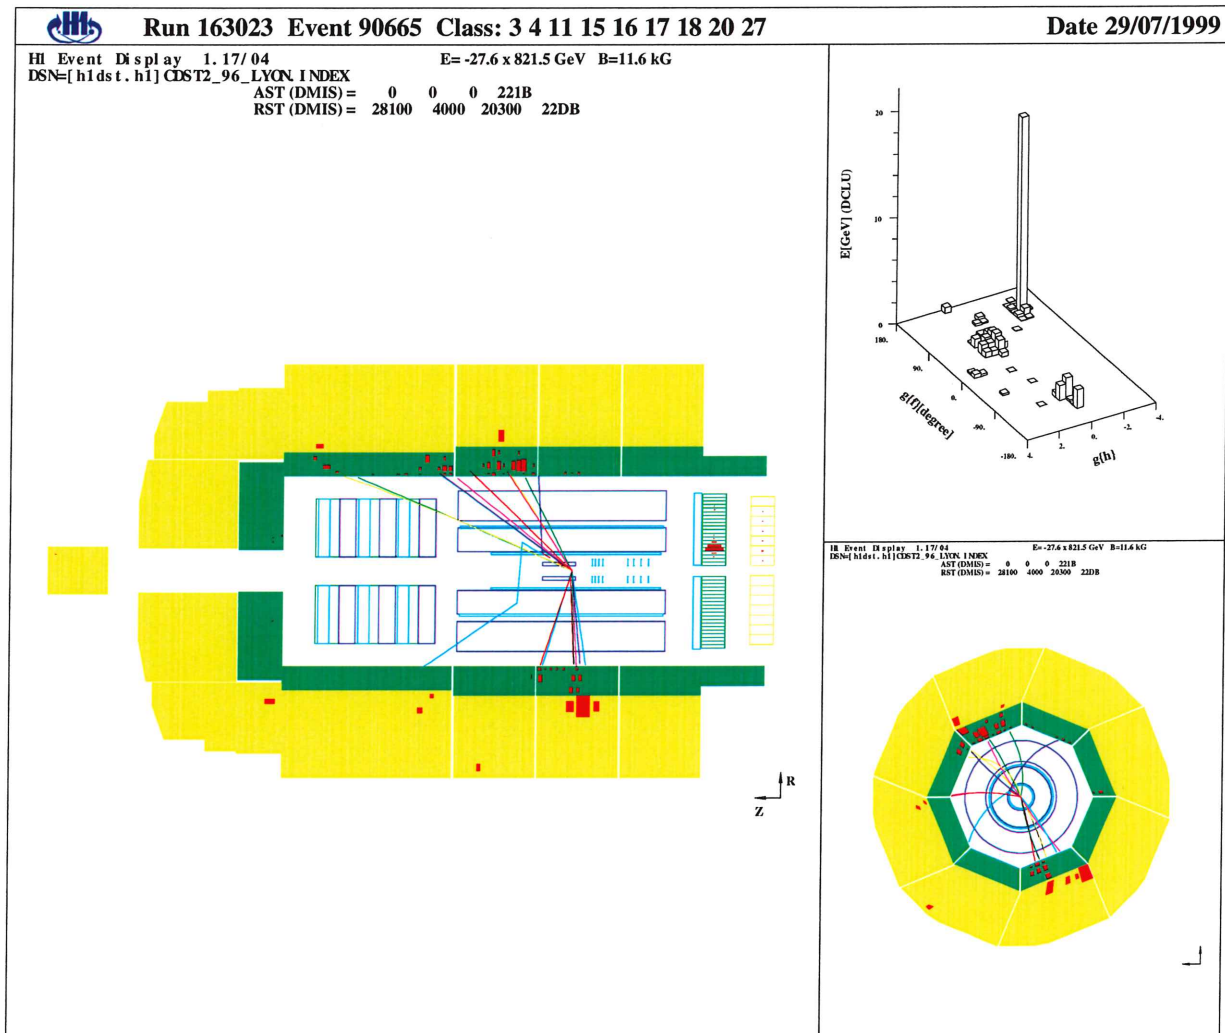 H1 Run 163023 Event 90665 Class: 3 4 11 15 16 17 18 20 27 Date 29/07/1999
H1 Event Display 1.17/04 E= -27.6 x 821.5 GeV B=11.6 kG
DSN=[h1dst.h1]CDST2_96_LYON.INDEX
AST (DMIS) = 0 0 0 221B
RST (DMIS) = 28100 4000 20300 22DB
E[GeV] (DCLU)
20
10
0
180.
90.
0.
-90.
-180.
g{f}[degree]
4.
2.
0.
-2.
-4.
g{h}
R
Z
H1 Event Display 1.17/04 E= -27.6 x 821.5 GeV B=11.6 kG
DSN=[h1dst.h1]CDST2_96_LYON.INDEX
AST (DMIS) = 0 0 0 221B
RST (DMIS) = 28100 4000 20300 22DB